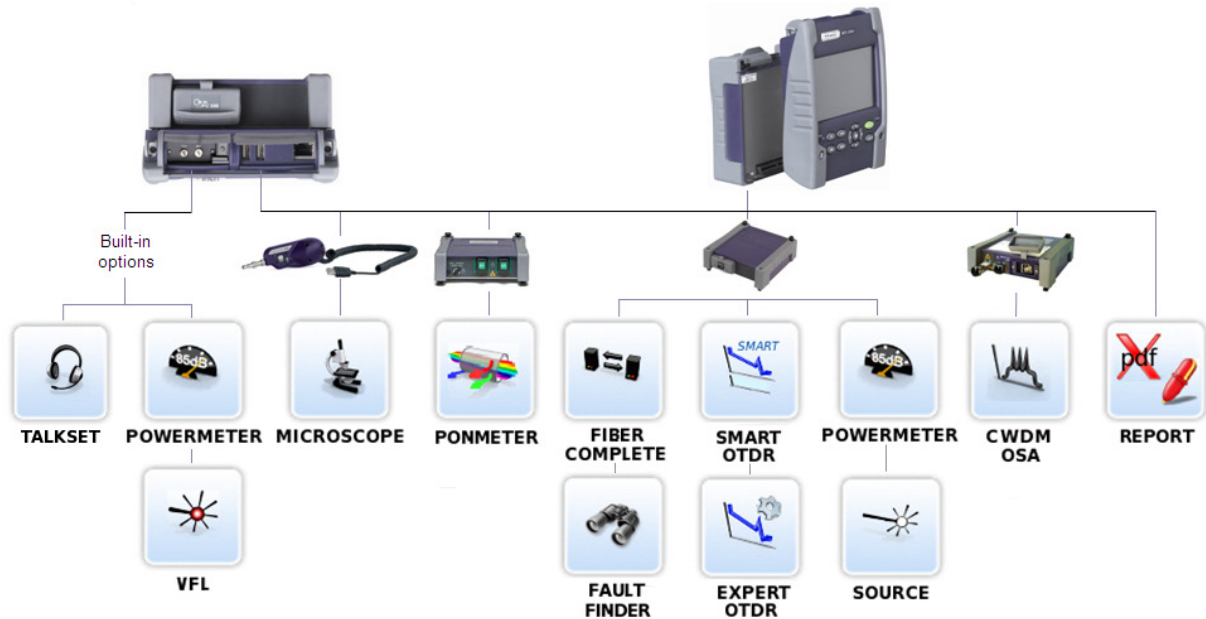 Built-in
options
85dB
SMART
85dB
pdf
TALKSET
POWERMETER
MICROSCOPE
PONMETER
FIBER
COMPLETE
SMART
OTDR
POWERMETER
CWDM
OSA
REPORT
VFL
FAULT
FINDER
EXPERT
OTDR
SOURCE